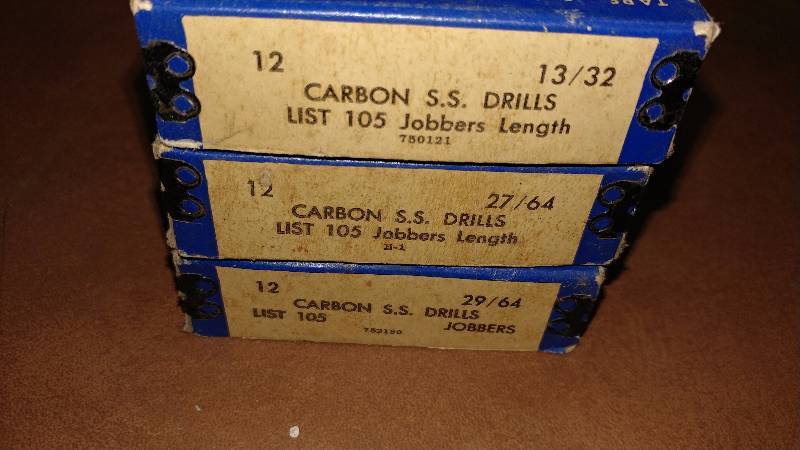 TAPS
12 13/32
CARBON S.S. DRILLS
LIST 105 Jobbers Length
750121
12 27/64
CARBON S.S. DRILLS
LIST 105 Jobbers Length
12 29/64
CARBON S.S. DRILLS
LIST 105 JOBBERS